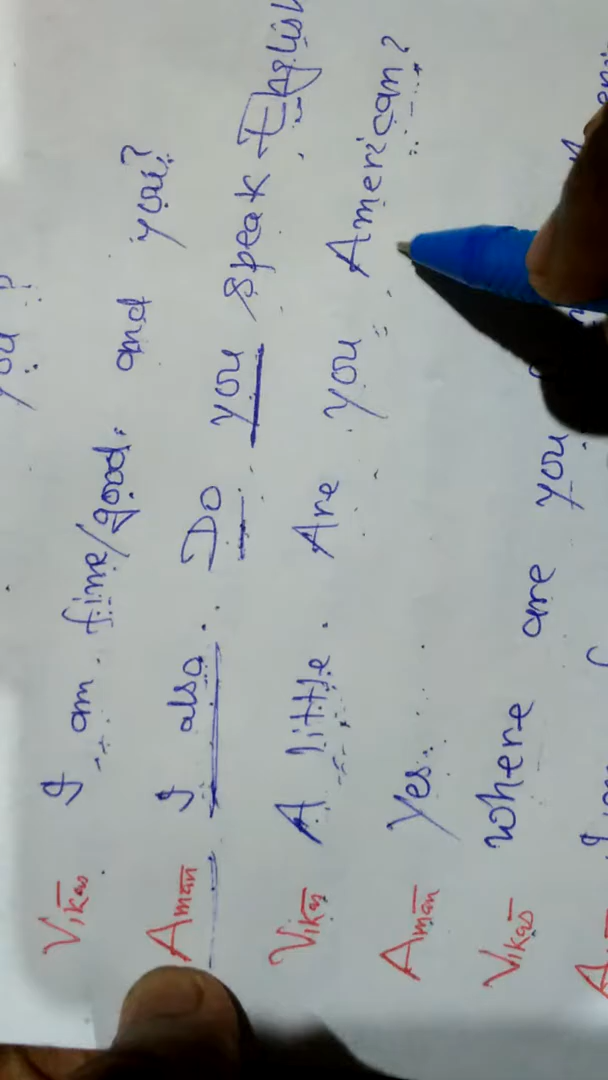 you?
Vikas I am fine/good. and you?
Aman I also. Do you speak English
Vikas A little. Are you American?
Aman Yes.
Vikas where are you